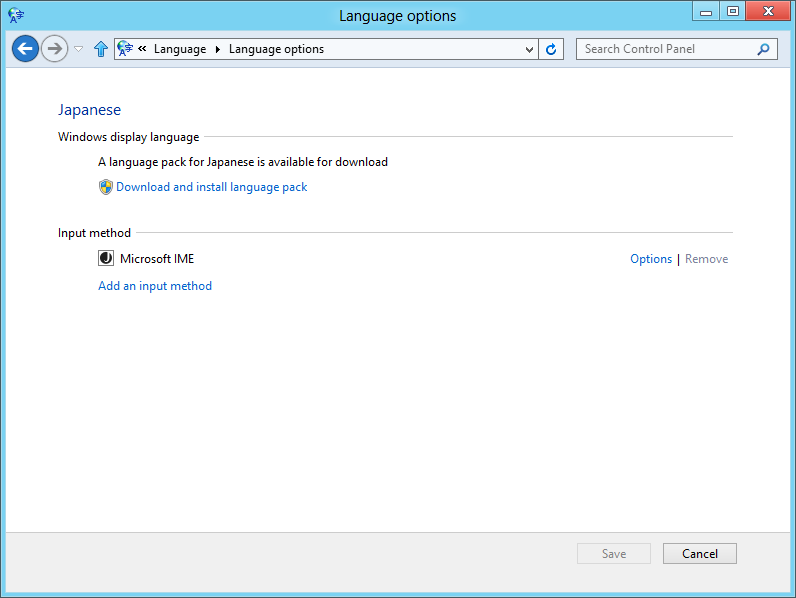 Language options
« Language ▸ Language options
Search Control Panel
Japanese
Windows display language
A language pack for Japanese is available for download
Download and install language pack
Input method
Microsoft IME
Options | Remove
Add an input method
Save
Cancel